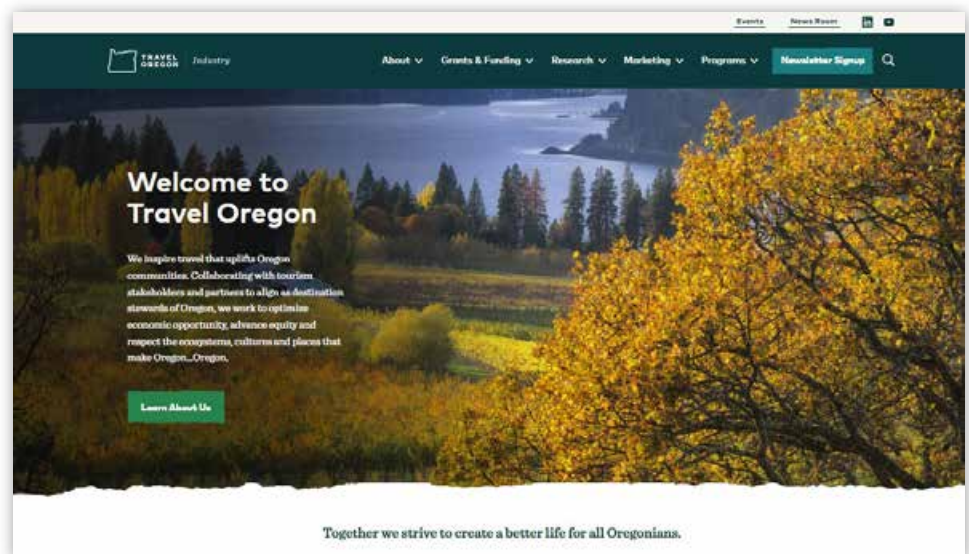 Events News Room
TRAVEL
OREGON
Industry
About Grants & Funding Research Marketing Programs Newsletter Signup
Welcome to
Travel Oregon
We inspire travel that uplifts Oregon
communities. Collaborating with tourism
stakeholders and partners to align as destination
stewards of Oregon, we work to optimize
economic opportunity, advance equity and
respect the ecosystems, cultures and places that
make Oregon...Oregon.
Learn About Us
Together we strive to create a better life for all Oregonians.